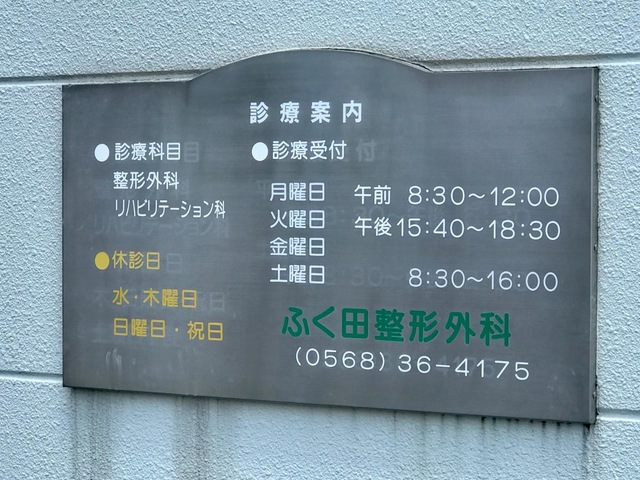 診療案内
●診療科目
整形外科
リハビリテーション科
●休診日
水・木曜日
日曜日・祝日
●診療受付
月曜日 午前 8:30～12:00
火曜日 午後 15:40～18:30
金曜日
土曜日 8:30～16:00
ふく田整形外科
(0568) 36-4175